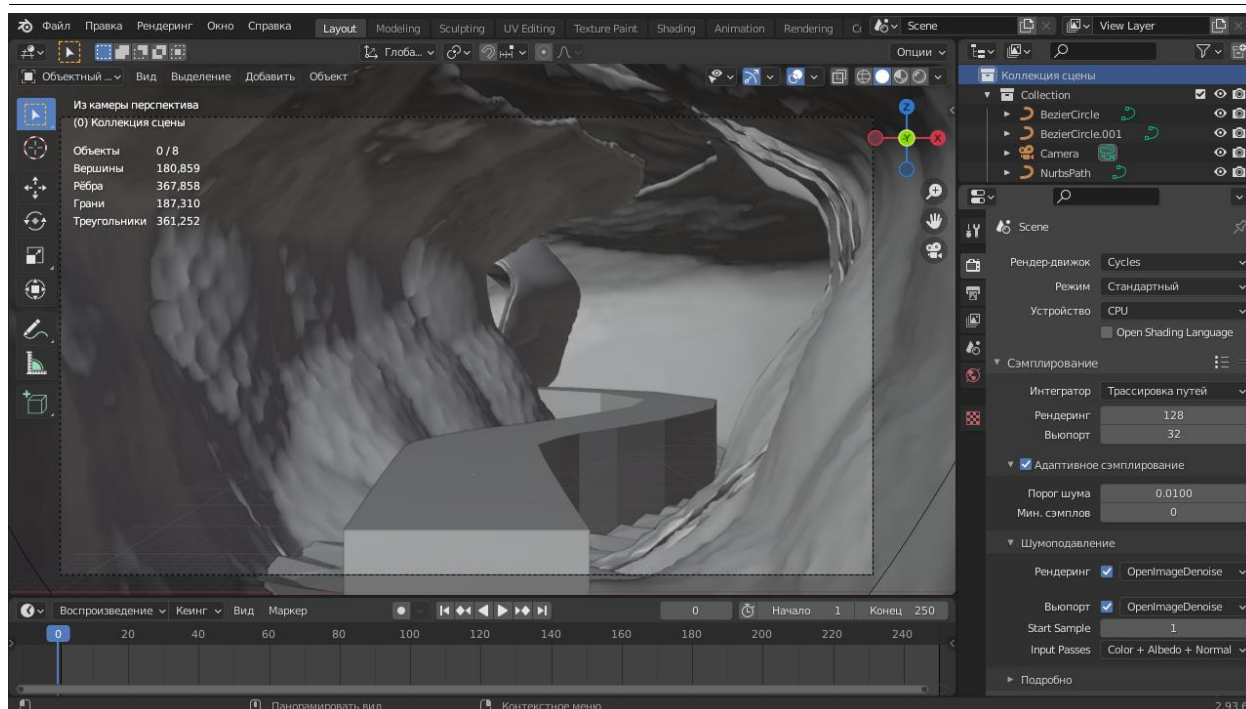 Файл Правка Рендеринг Окно Справка Layout Modeling Sculpting UV Editing Texture Paint Shading Animation Rendering Scene View Layer
Глоба... Опции
Объектный ... Вид Выделение Добавить Объект
Из камеры перспектива
(0) Коллекция сцены
Объекты 0/8
Вершины 180,859
Рёбра 367,858
Грани 187,310
Треугольники 361,252
Z
Y
X
Коллекция сцены
Collection
BezierCircle
BezierCircle.001
Camera
NurbsPath
Scene
Рендер-движок Cycles
Режим Стандартный
Устройство CPU
Open Shading Language
Сэмплирование
Интегратор Трассировка путей
Рендеринг 128
Вьюпорт 32
Адаптивное сэмплирование
Порог шума 0.0100
Мин. сэмплов 0
Шумоподавление
Рендеринг OpenImageDenoise
Вьюпорт OpenImageDenoise
Start Sample 1
Input Passes Color + Albedo + Normal
Подробно
Воспроизведение Кеинг Вид Маркер 0 Начало 1 Конец 250
0 20 40 60 80 100 120 140 160 180 200 220 240
Панорамировать вид Контекстное меню 2.93.6